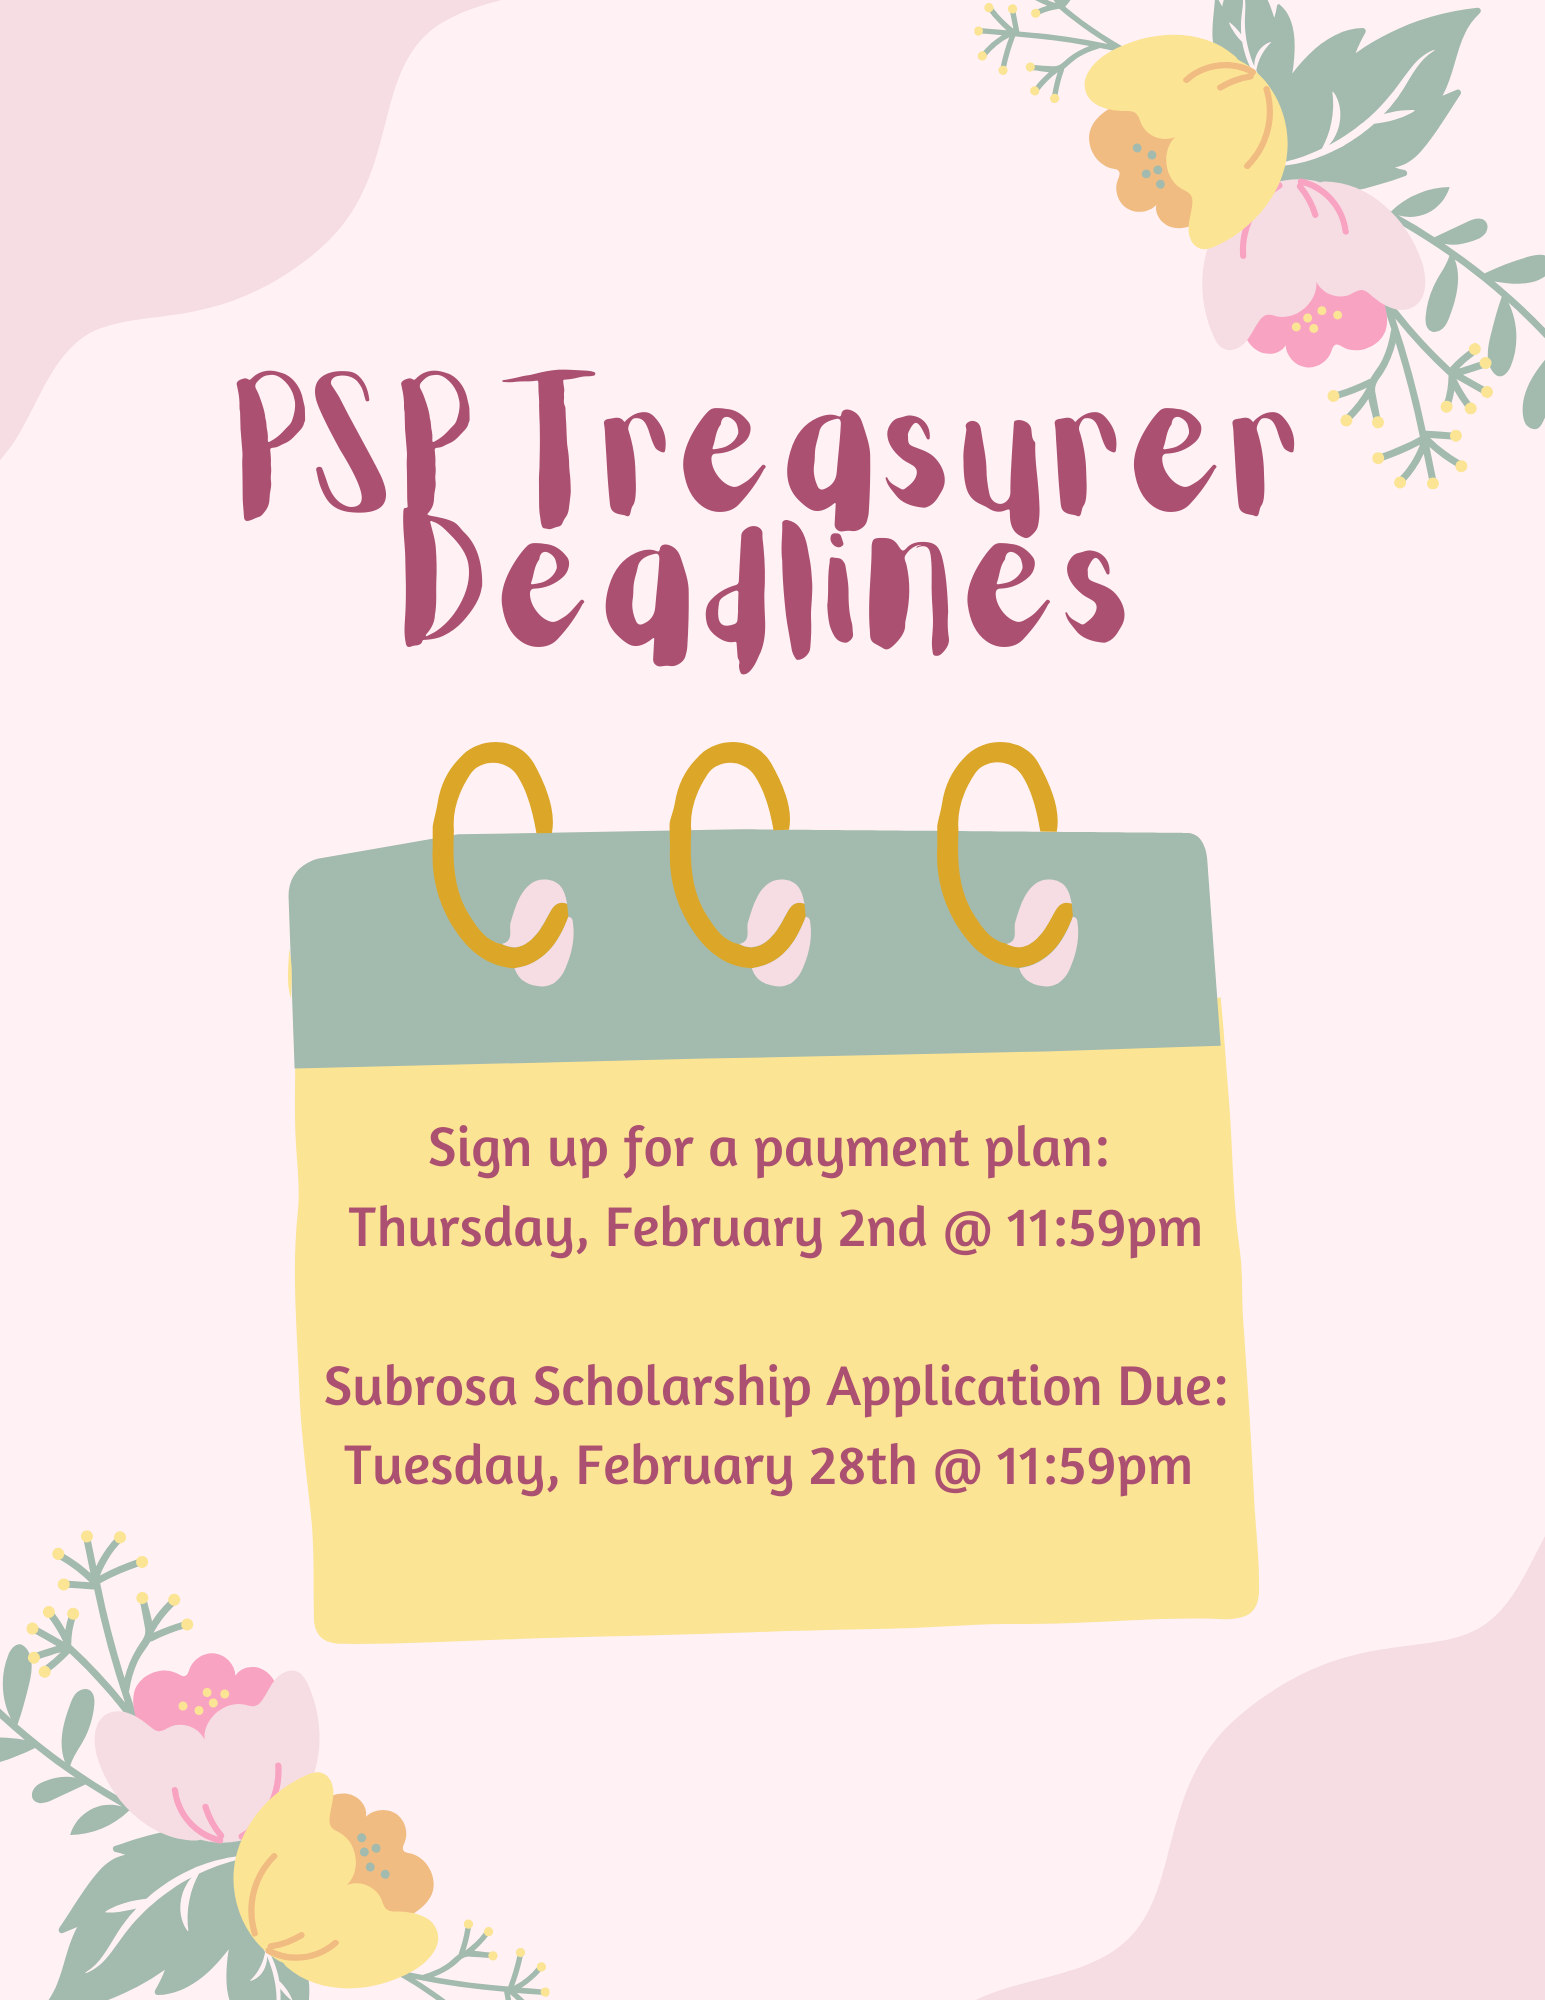 PSP Treasurer
Deadlines
Sign up for a payment plan:
Thursday, February 2nd @ 11:59pm
Subrosa Scholarship Application Due:
Tuesday, February 28th @ 11:59pm